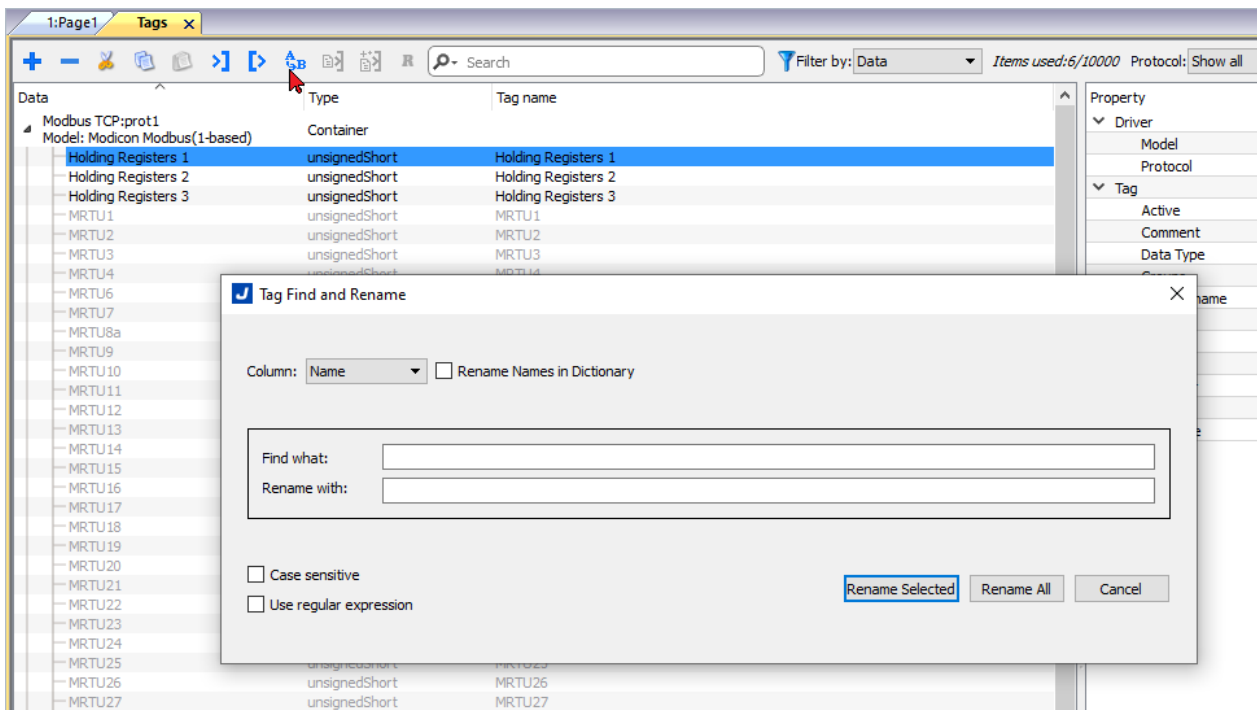 1:Page1 Tags
R Search Filter by: Data Items used:6/10000 Protocol: Show all
Data Type Tag name Property
Modbus TCP:prot1
Model: Modicon Modbus(1-based) Container
Driver
Model
Protocol
Tag
Active
Comment
Data Type
Holding Registers 1 unsignedShort Holding Registers 1
Holding Registers 2 unsignedShort Holding Registers 2
Holding Registers 3 unsignedShort Holding Registers 3
MRTU1 unsignedShort MRTU1
MRTU2 unsignedShort MRTU2
MRTU3 unsignedShort MRTU3
MRTU4 unsignedShort MRTU4
MRTU6
MRTU7
MRTU8a
MRTU9
MRTU10
MRTU11
MRTU12
MRTU13
MRTU14
MRTU15
MRTU16
MRTU17
MRTU18
MRTU19
MRTU20
MRTU21
MRTU22
MRTU23
MRTU24
MRTU25 unsignedShort MRTU25
MRTU26 unsignedShort MRTU26
MRTU27 unsignedShort MRTU27
Tag Find and Rename
Column: Name Rename Names in Dictionary
Find what:
Rename with:
Case sensitive
Use regular expression
Rename Selected Rename All Cancel